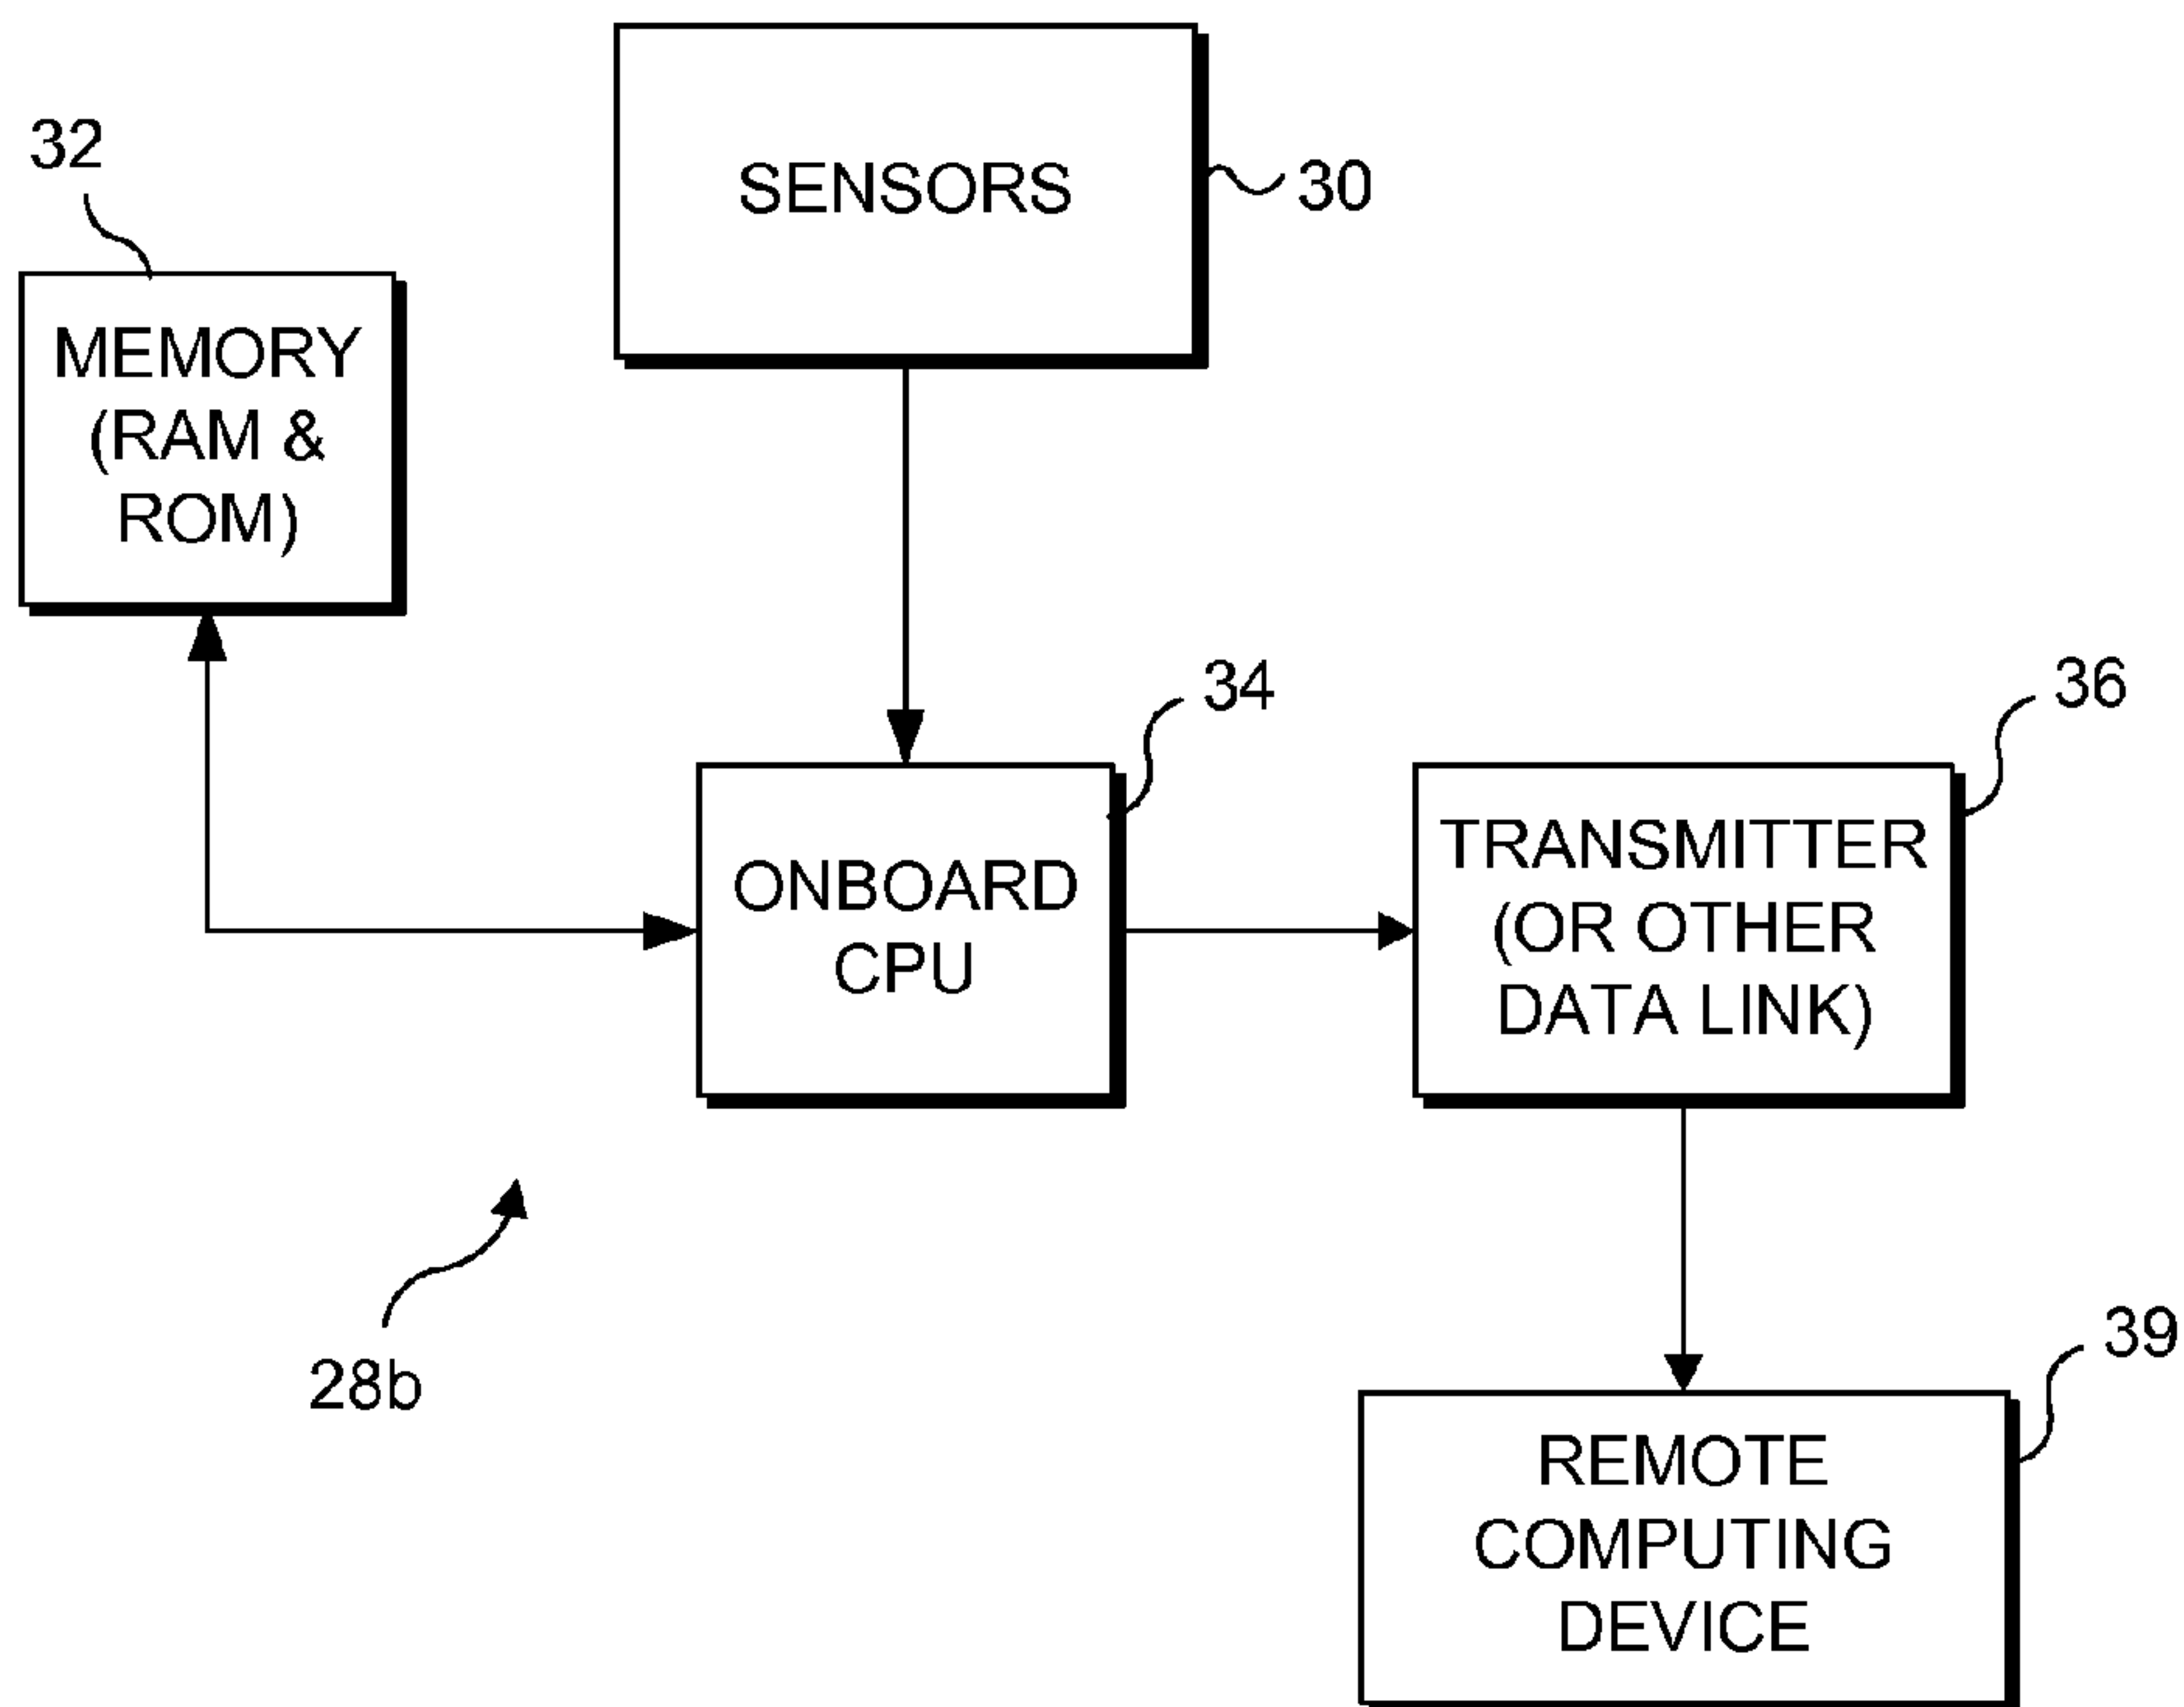 SENSORS
30
32
MEMORY
(RAM &
ROM)
34
ONBOARD
CPU
36
TRANSMITTER
(OR OTHER
DATA LINK)
28b
39
REMOTE
COMPUTING
DEVICE